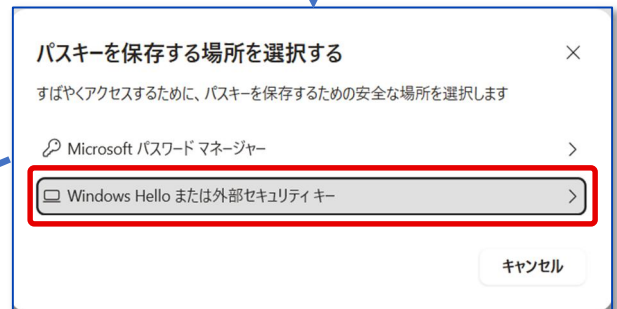 パスキーを保存する場所を選択する
すばやくアクセスするために、パスキーを保存するための安全な場所を選択します
Microsoft パスワード マネージャー
Windows Hello または外部セキュリティ キー
キャンセル